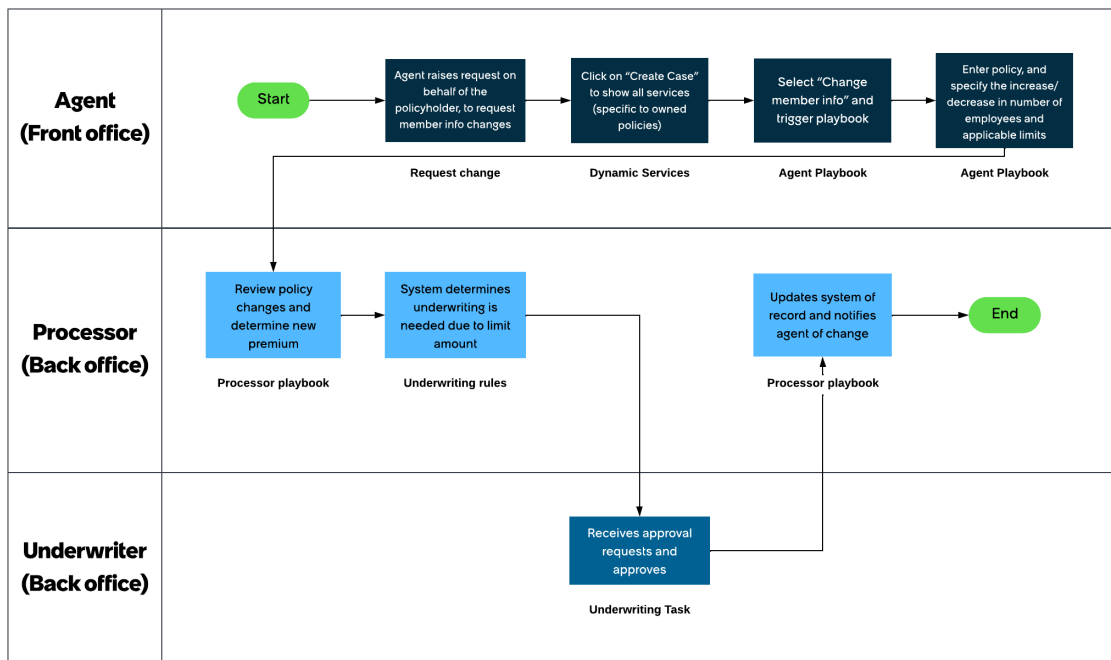 Agent
(Front office)
Start
Agent raises request on
behalf of the
policyholder, to request
member info changes
Request change
Click on “Create Case”
to show all services
(specific to owned
policies)
Dynamic Services
Select “Change
member info” and
trigger playbook
Agent Playbook
Enter policy, and
specify the increase/
decrease in number of
employees and
applicable limits
Agent Playbook
Processor
(Back office)
Review policy
changes and
determine new
premium
Processor playbook
System determines
underwriting is
needed due to limit
amount
Underwriting rules
Updates system of
record and notifies
agent of change
Processor playbook
End
Underwriter
(Back office)
Receives approval
requests and
approves
Underwriting Task